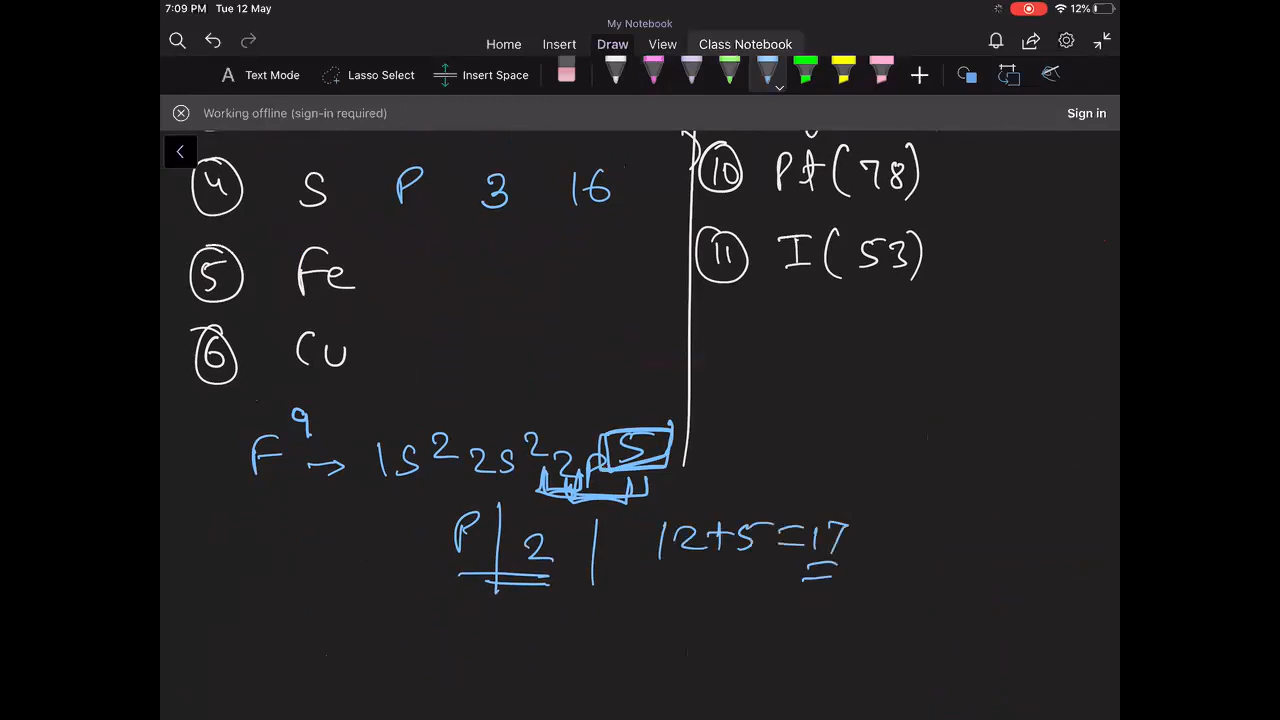 7:09 PM Tue 12 May
12%
My Notebook
Home Insert Draw View Class Notebook
A Text Mode Lasso Select Insert Space
Working offline (sign-in required) Sign in
4 S P 3 16
5 Fe
6 Cu
10 Pt (78)
11 I (53)
F⁹ → 1S² 2S² 2P⁵
P | 2 | 12+5=17